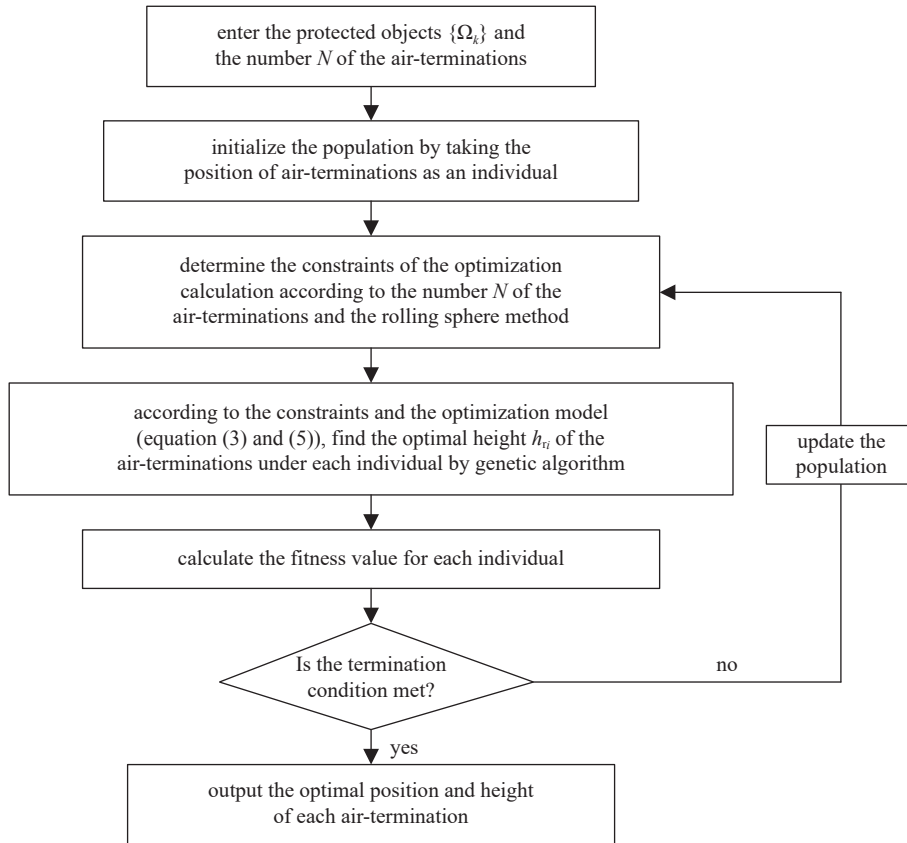 enter the protected objects {Ωₖ} and
the number N of the air-terminations
initialize the population by taking the
position of air-terminations as an individual
determine the constraints of the optimization
calculation according to the number N of the
air-terminations and the rolling sphere method
according to the constraints and the optimization model
(equation (3) and (5)), find the optimal height hᵣᵢ of the
air-terminations under each individual by genetic algorithm
update the
population
calculate the fitness value for each individual
Is the termination
condition met?
no
yes
output the optimal position and height
of each air-termination